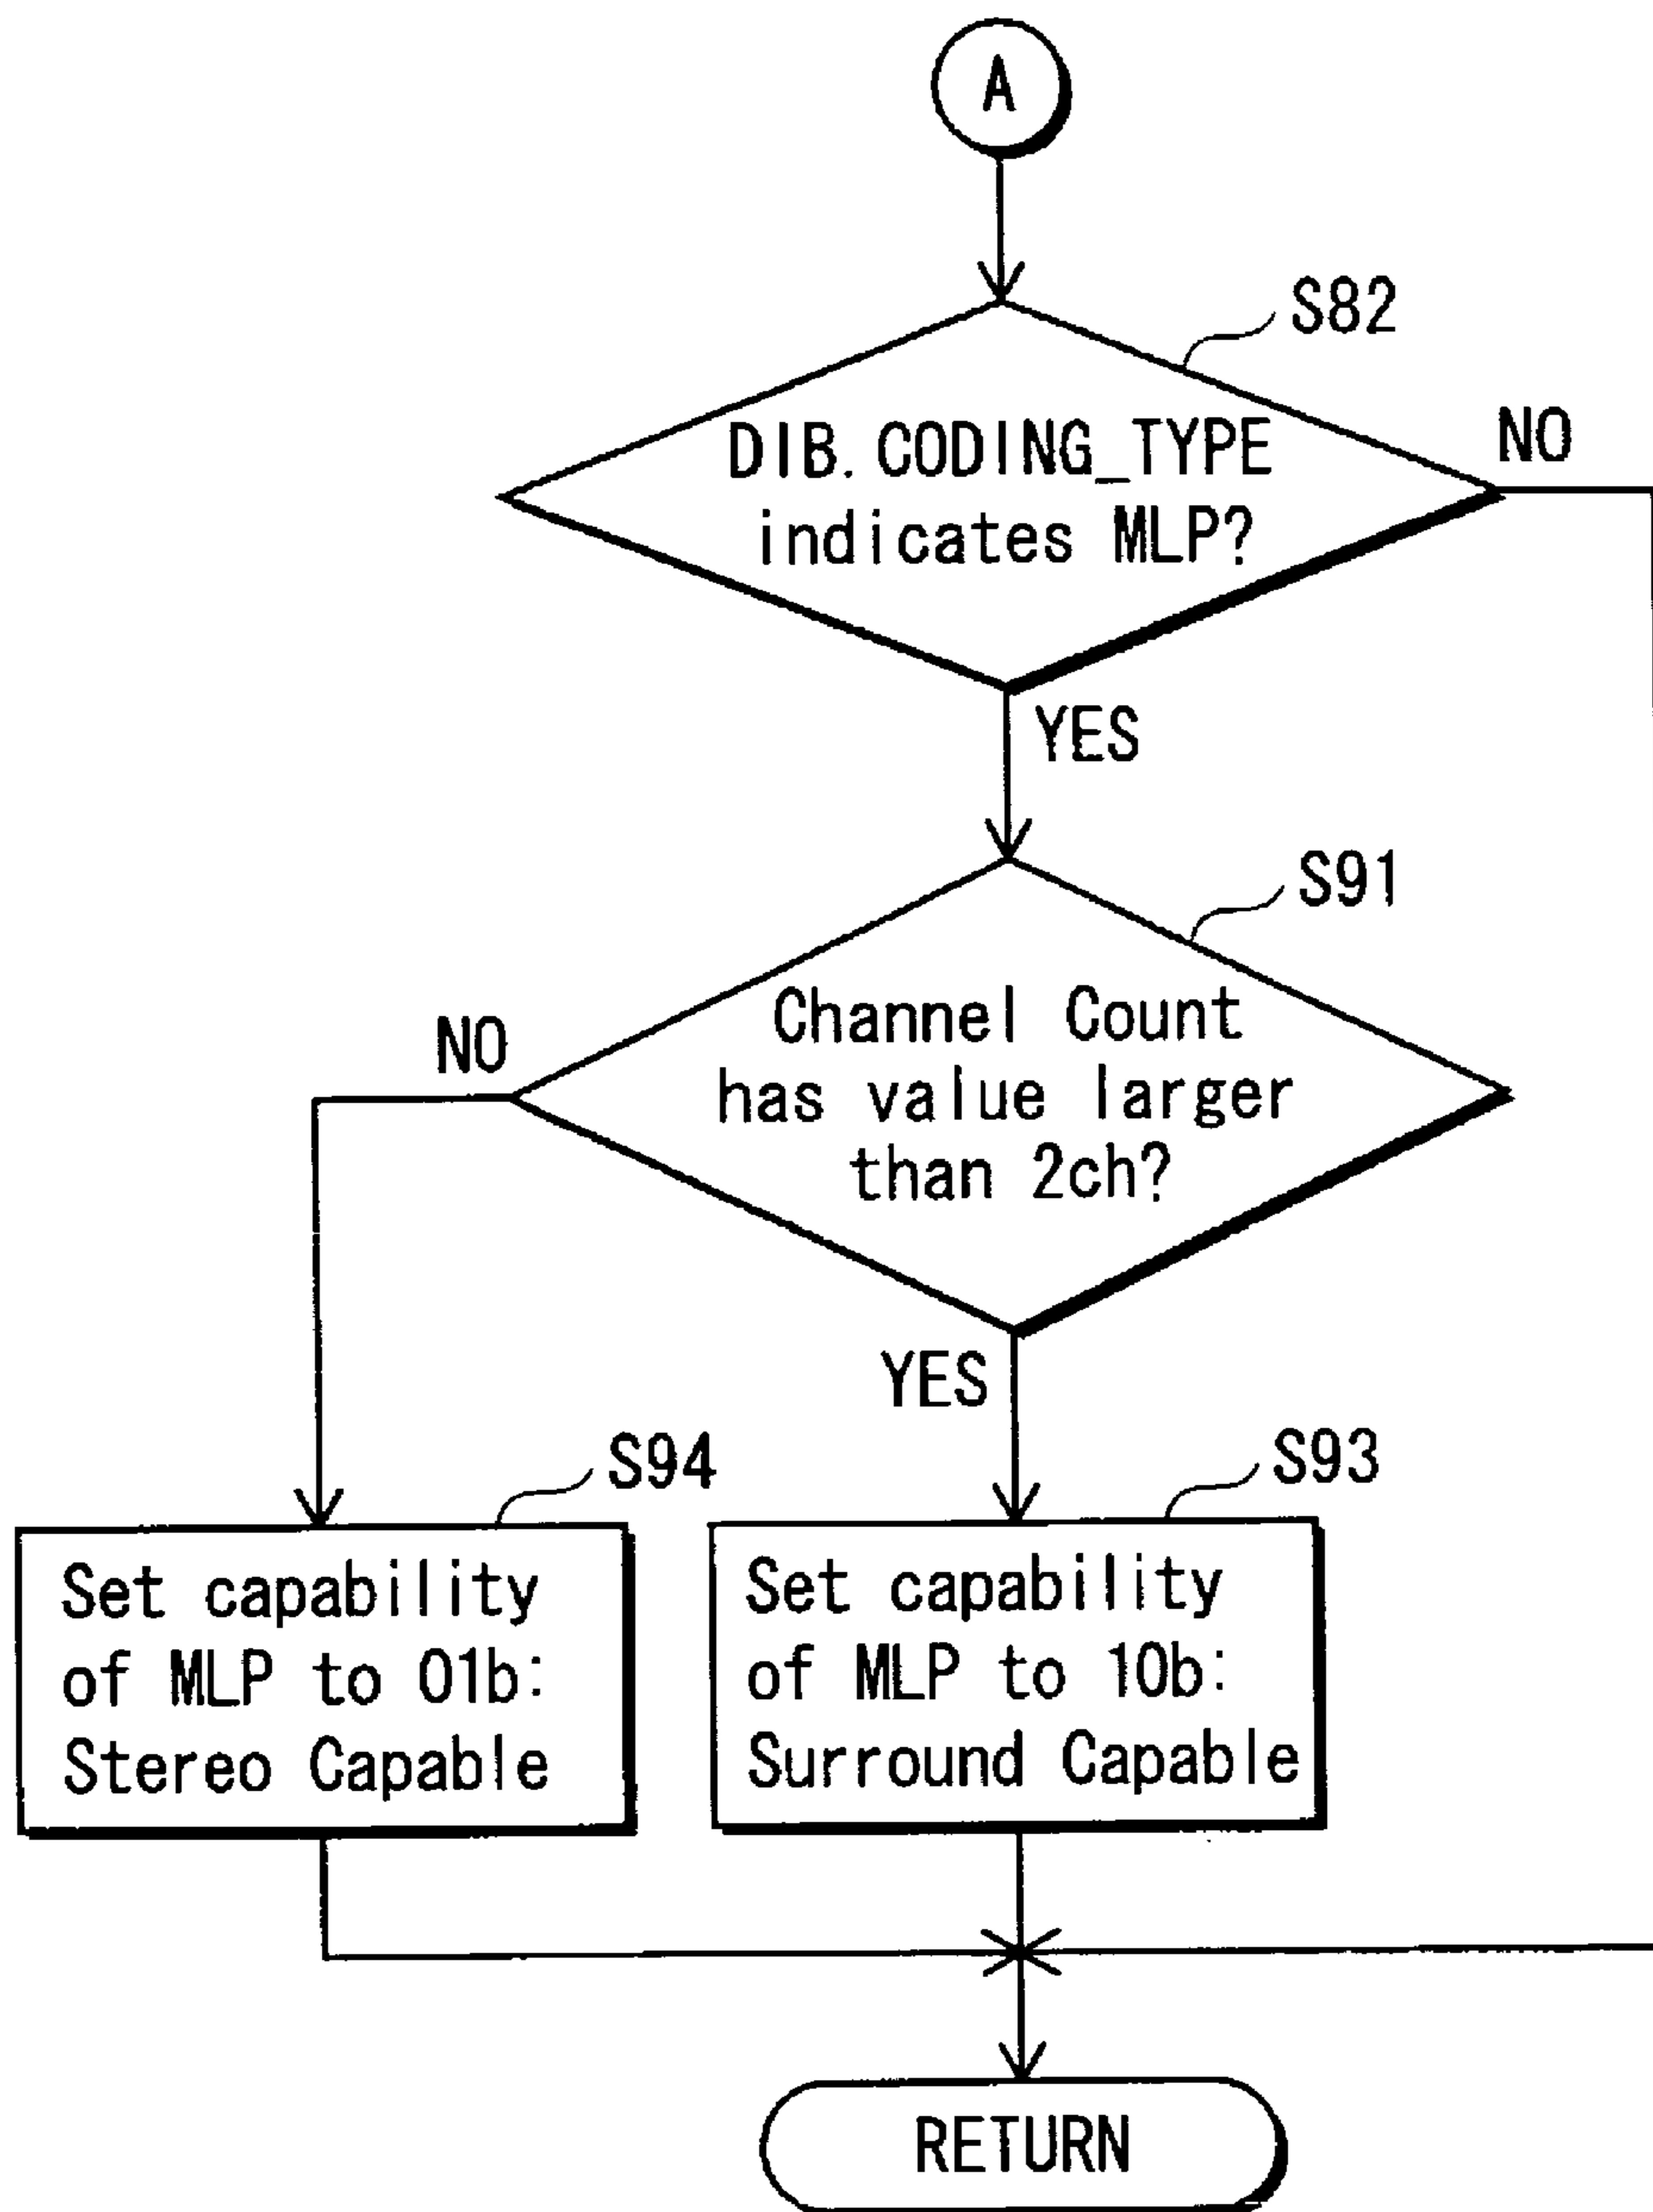 A
S82
DIB. CODING_TYPE
indicates MLP?
NO
YES
S91
Channel Count
has value larger
than 2ch?
NO
YES
S94
Set capability
of MLP to 01b:
Stereo Capable
S93
Set capability
of MLP to 10b:
Surround Capable
RETURN